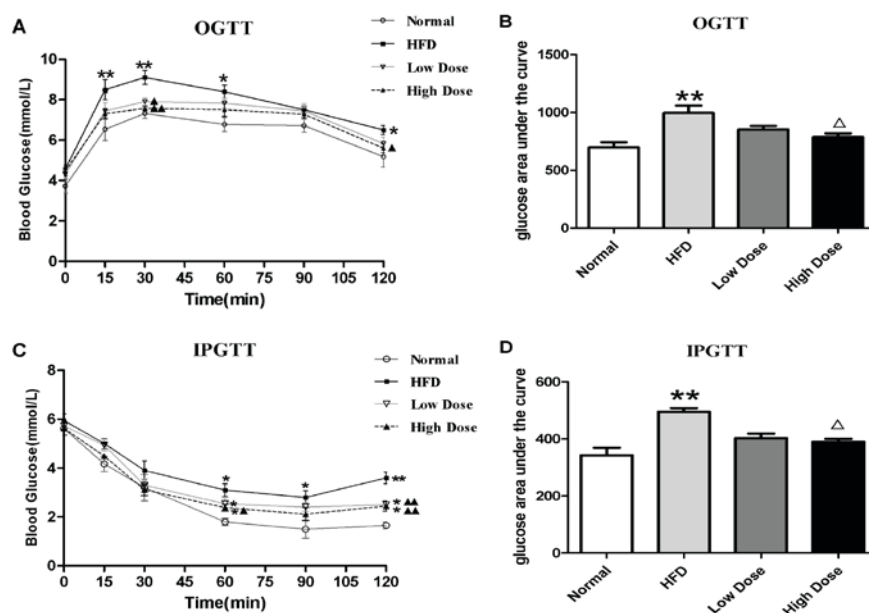 A
OGTT
Normal
HFD
Low Dose
High Dose
Blood Glucose(mmol/L)
10
8
6
4
2
0
** ** * * ▲ ▲▲ ▲
0 15 30 45 60 75 90 105 120
Time(min)
B
OGTT
glucose area under the curve
1500
1000
500
0
** △
Normal HFD Low Dose High Dose
C
IPGTT
Normal
HFD
Low Dose
High Dose
Blood Glucose(mmol/L)
8
6
4
2
0
* * **
* * ▲▲
* ▲ * ▲▲
0 15 30 45 60 75 90 105 120
Time(min)
D
IPGTT
glucose area under the curve
600
400
200
0
** △
Normal HFD Low Dose High Dose